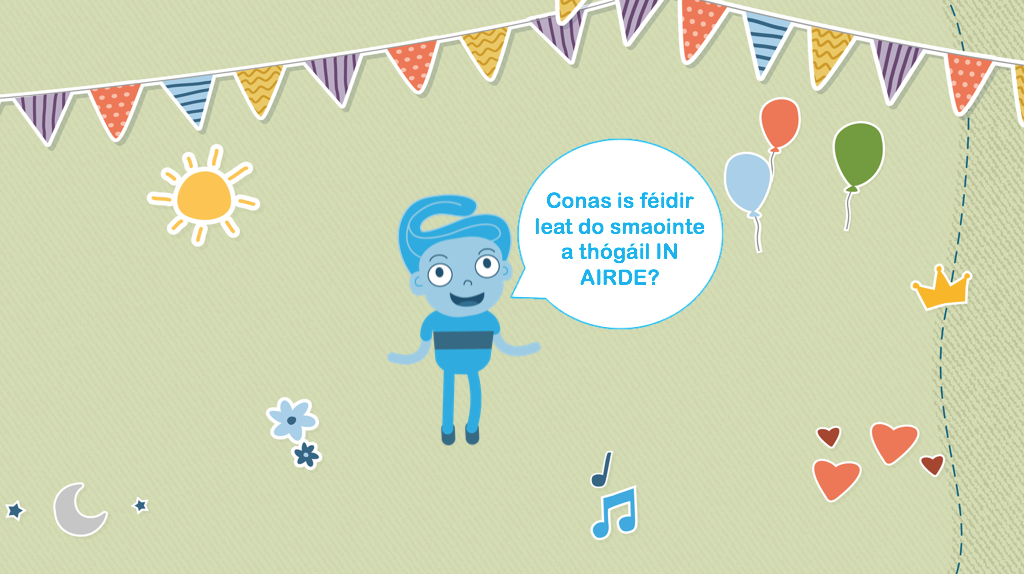 Conas is féidir
leat do smaointe
a thógáil IN
AIRDE?